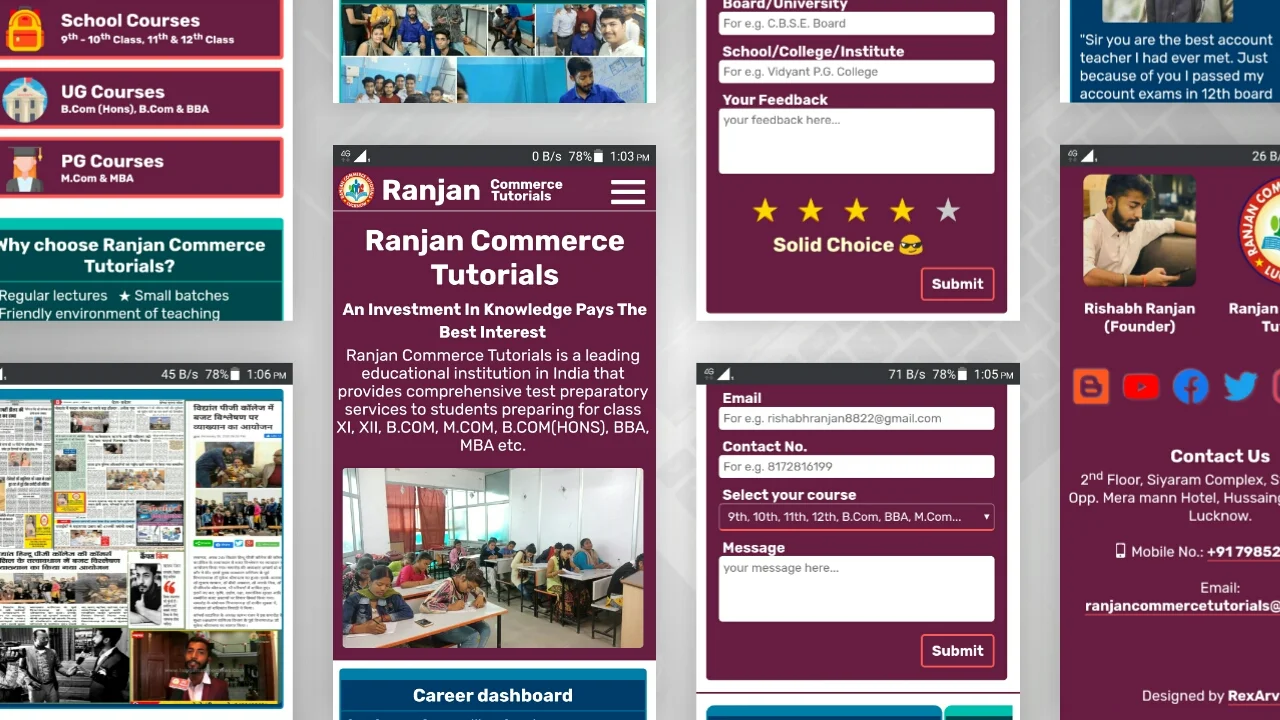 School Courses
9th - 10th Class, 11th & 12th Class
UG Courses
B.Com (Hons), B.Com & BBA
PG Courses
M.Com & MBA
Why choose Ranjan Commerce
Tutorials?
Regular lectures ★ Small batches
Friendly environment of teaching
45 B/s 78% 1:06 PM
विद्यांत पीजी कॉलेज में
बजट विश्लेषण पर
व्याख्यान का आयोजन
4G 0 B/s 78% 1:03 PM
Ranjan Commerce
Tutorials
Ranjan Commerce
Tutorials
An Investment In Knowledge Pays The
Best Interest
Ranjan Commerce Tutorials is a leading
educational institution in India that
provides comprehensive test preparatory
services to students preparing for class
XI, XII, B.COM, M.COM, B.COM(HONS), BBA,
MBA etc.
Career dashboard
Board/University
For e.g. C.B.S.E. Board
School/College/Institute
For e.g. Vidyant P.G. College
Your Feedback
your feedback here...
Solid Choice 😎
Submit
4G 71 B/s 78% 1:05 PM
Email
For e.g. rishabhranjan8822@gmail.com
Contact No.
For e.g. 8172816199
Select your course
9th, 10th, 11th, 12th, B.Com, BBA, M.Com...
Message
your message here...
Submit
"Sir you are the best account
teacher I had ever met. Just
because of you I passed my
account exams in 12th board
4G 26 B/
RANJAN COM
Rishabh Ranjan
(Founder)
Ranjan
Tu
Contact Us
2nd Floor, Siyaram Complex, S
Opp. Mera mann Hotel, Hussain
Lucknow.
Mobile No.: +91 79852
Email:
ranjancommercetutorials@
Designed by RexArv